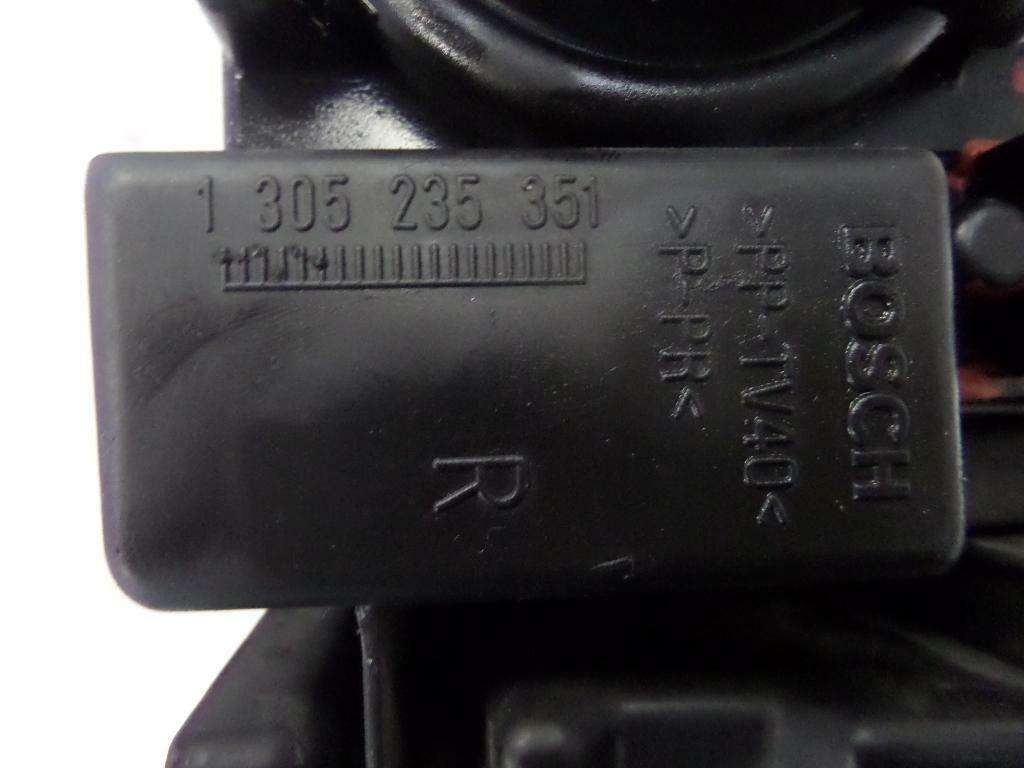 1 305 235 351
BOSCH
>PP-TV40<
>P-PR<
R